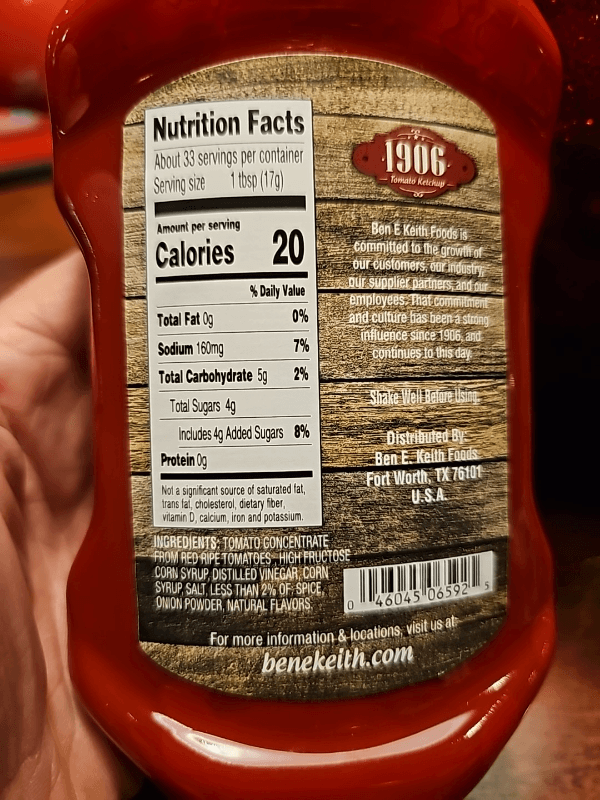 Nutrition Facts
About 33 servings per container
Serving size 1 tbsp (17g)
Amount per serving
Calories 20
% Daily Value
Total Fat 0g 0%
Sodium 160mg 7%
Total Carbohydrate 5g 2%
Total Sugars 4g
Includes 4g Added Sugars 8%
Protein 0g
Not a significant source of saturated fat,
trans fat, cholesterol, dietary fiber,
vitamin D, calcium, iron and potassium.
INGREDIENTS: TOMATO CONCENTRATE
FROM RED RIPE TOMATOES, HIGH FRUCTOSE
CORN SYRUP, DISTILLED VINEGAR, CORN
SYRUP, SALT, LESS THAN 2% OF: SPICE,
ONION POWDER, NATURAL FLAVORS.
1906
Tomato Ketchup
Ben E Keith Foods is
committed to the growth of
our customers, our industry,
our supplier partners, and our
employees. That commitment
and culture has been a strong
influence since 1906, and
continues to this day.
Shake Well Before Using.
Distributed By:
Ben E. Keith Foods
Fort Worth, TX 76101
U.S.A.
0 46045 06592 5
For more information & locations, visit us at:
benekeith.com